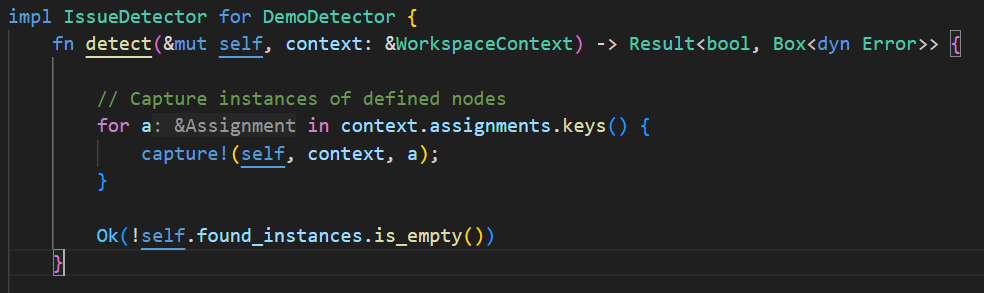 impl IssueDetector for DemoDetector {
    fn detect(&mut self, context: &WorkspaceContext) -> Result<bool, Box<dyn Error>> {
        // Capture instances of defined nodes
        for a: &Assignment in context.assignments.keys() {
            capture!(self, context, a);
        }
        Ok(!self.found_instances.is_empty())
    }